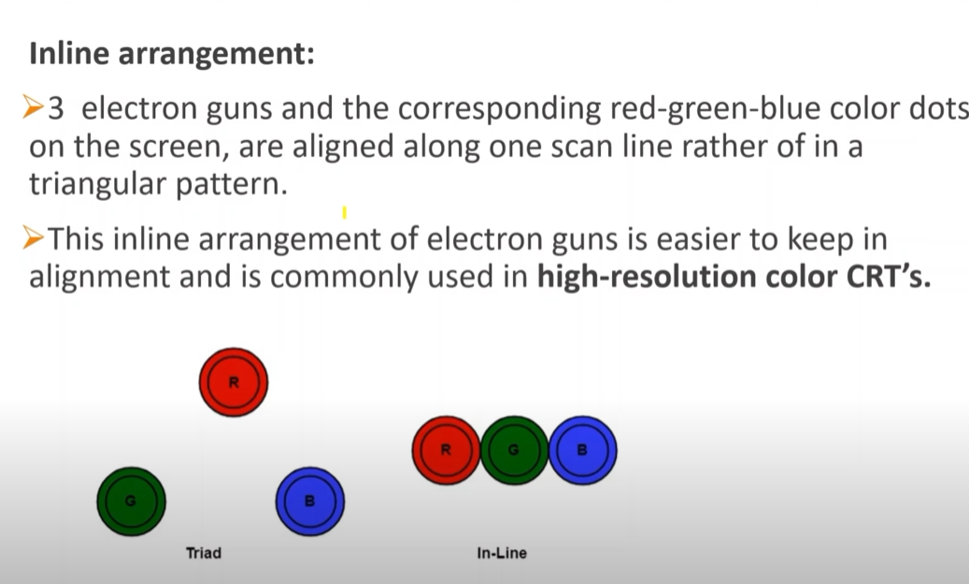 Inline arrangement:
➢3 electron guns and the corresponding red-green-blue color dots
on the screen, are aligned along one scan line rather of in a
triangular pattern.
➢This inline arrangement of electron guns is easier to keep in
alignment and is commonly used in high-resolution color CRT's.
R
R G B
G B
Triad In-Line